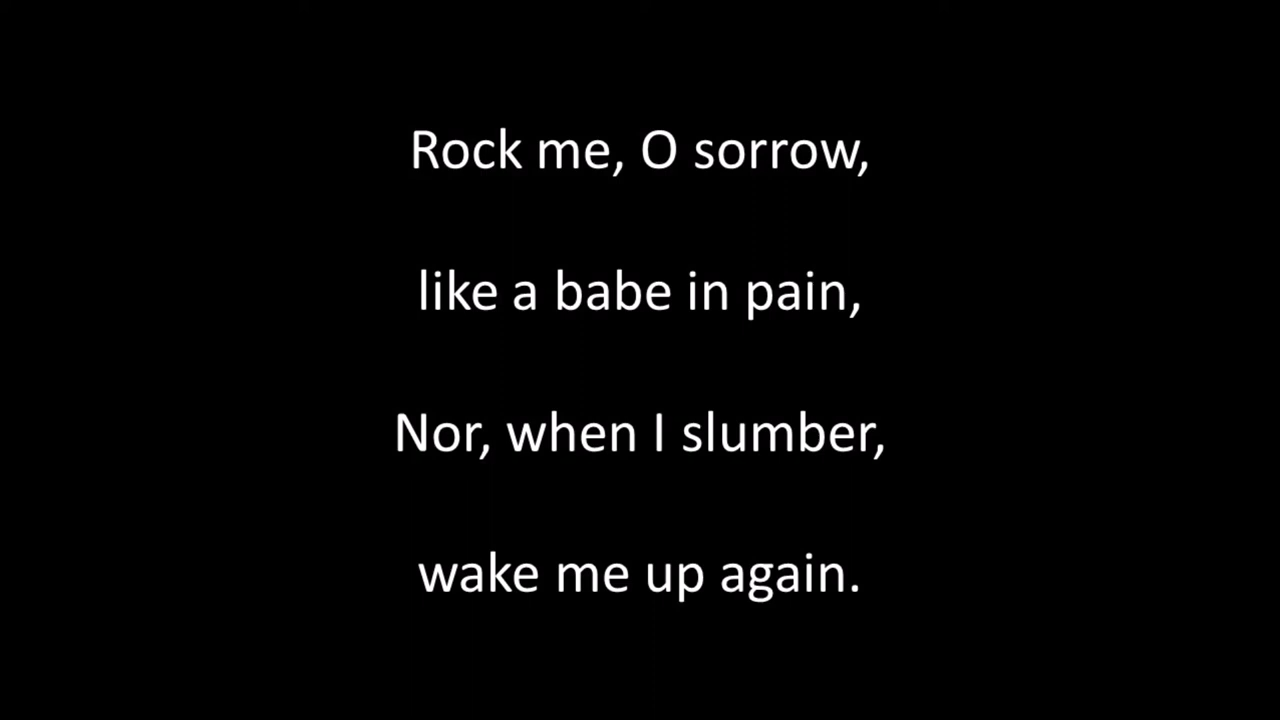 Rock me, O sorrow,
like a babe in pain,
Nor, when I slumber,
wake me up again.